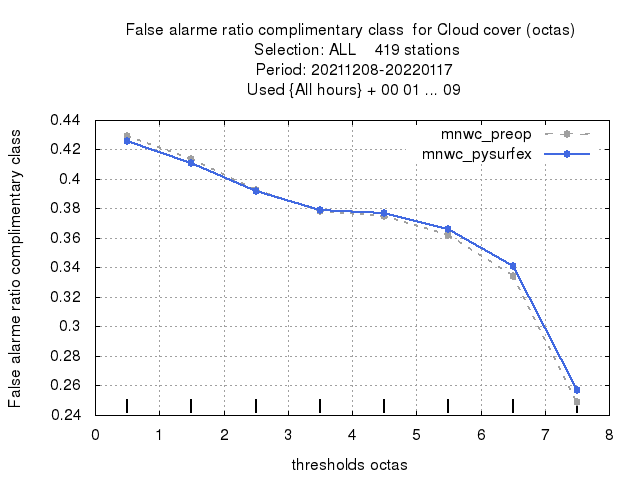 False alarme ratio complimentary class  for Cloud cover (octas)
Selection: ALL    419 stations
Period: 20211208-20220117
Used {All hours} + 00 01 ... 09
mnwc_preop
mnwc_pysurfex
False alarme ratio complimentary class
0.44
0.42
0.4
0.38
0.36
0.34
0.32
0.3
0.28
0.26
0.24
0 1 2 3 4 5 6 7 8
thresholds octas